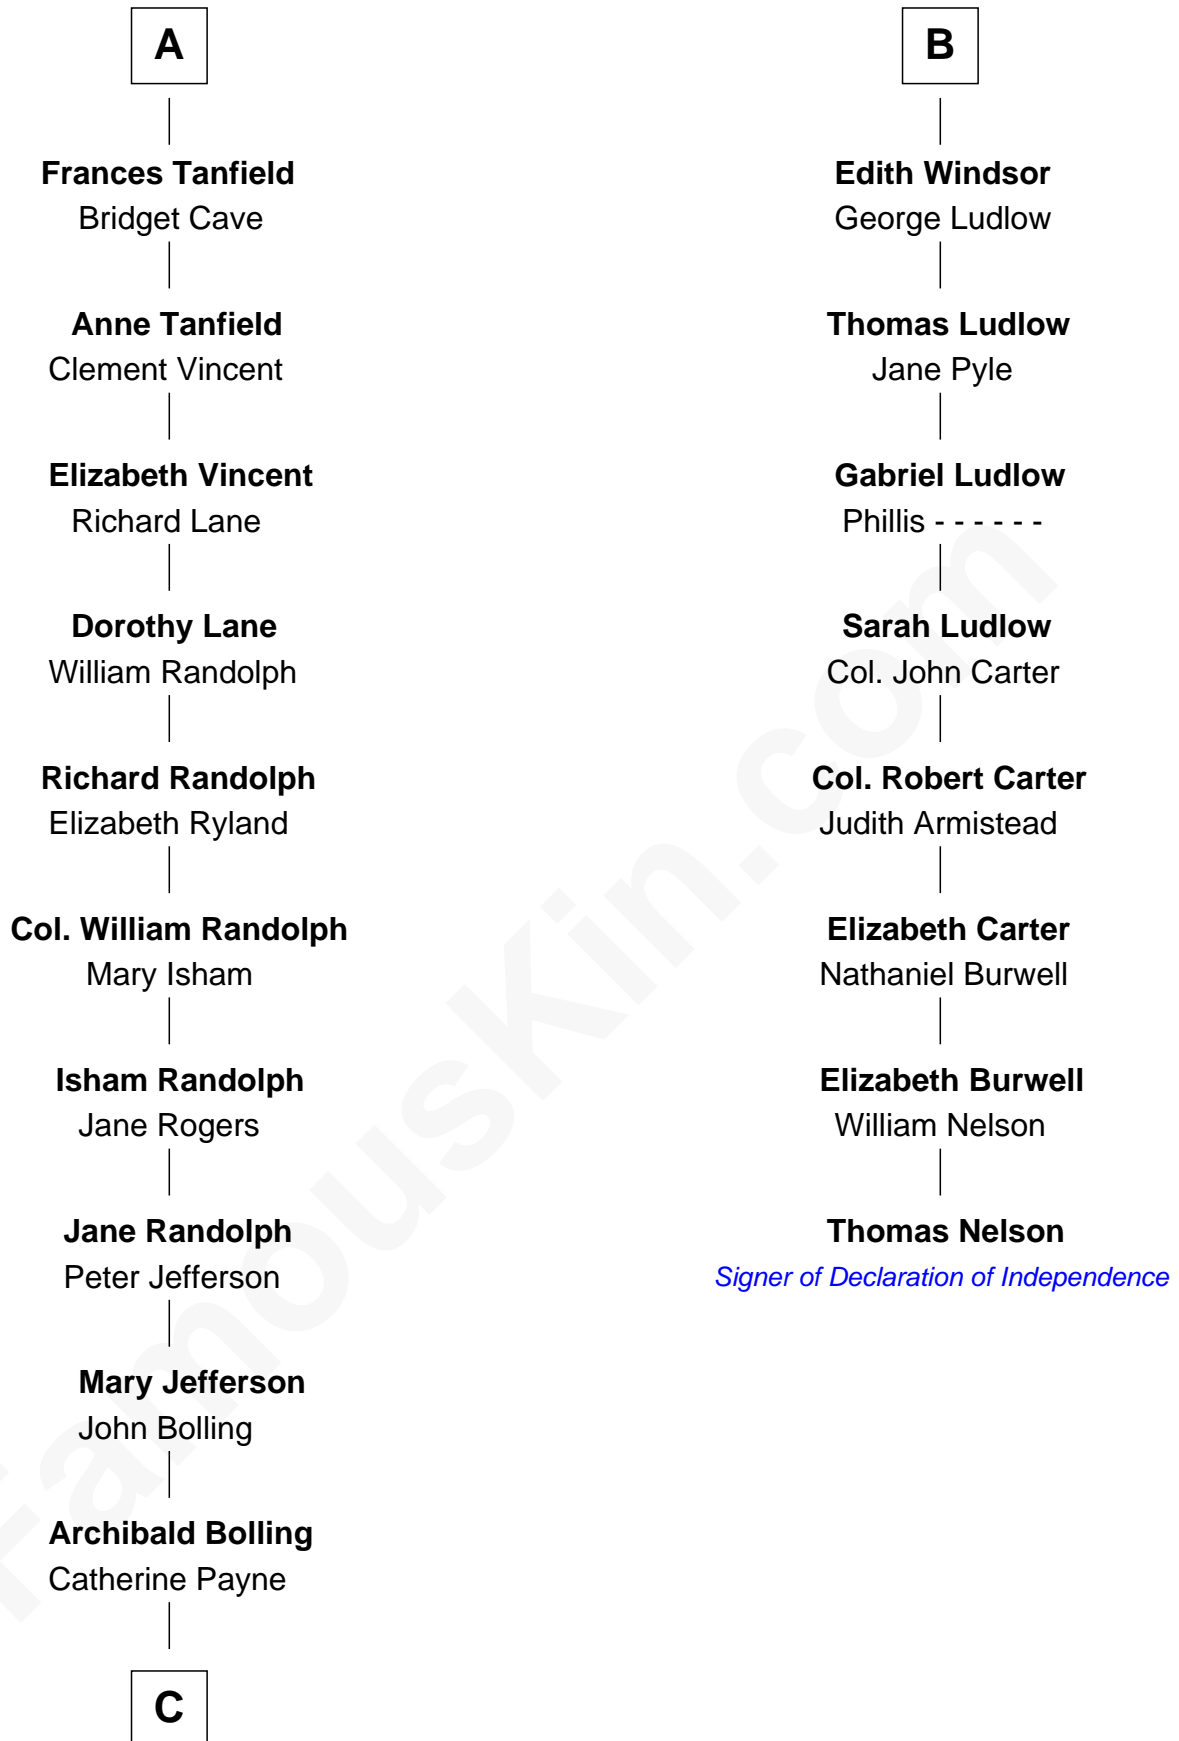 A
Frances Tanfield
Bridget Cave
Anne Tanfield
Clement Vincent
Elizabeth Vincent
Richard Lane
Dorothy Lane
William Randolph
Richard Randolph
Elizabeth Ryland
Col. William Randolph
Mary Isham
Isham Randolph
Jane Rogers
Jane Randolph
Peter Jefferson
Mary Jefferson
John Bolling
Archibald Bolling
Catherine Payne
C
B
Edith Windsor
George Ludlow
Thomas Ludlow
Jane Pyle
Gabriel Ludlow
Phillis - - - - - -
Sarah Ludlow
Col. John Carter
Col. Robert Carter
Judith Armistead
Elizabeth Carter
Nathaniel Burwell
Elizabeth Burwell
William Nelson
Thomas Nelson
Signer of Declaration of Independence
FamousKin.com